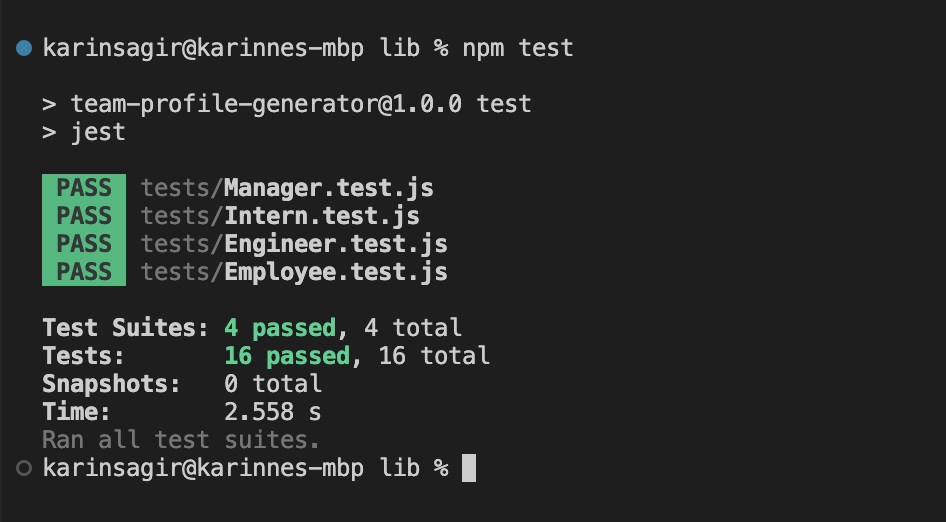 karinsagir@karinnes-mbp lib % npm test
> team-profile-generator@1.0.0 test
> jest
PASS tests/Manager.test.js
PASS tests/Intern.test.js
PASS tests/Engineer.test.js
PASS tests/Employee.test.js
Test Suites: 4 passed, 4 total
Tests: 16 passed, 16 total
Snapshots: 0 total
Time: 2.558 s
Ran all test suites.
karinsagir@karinnes-mbp lib %